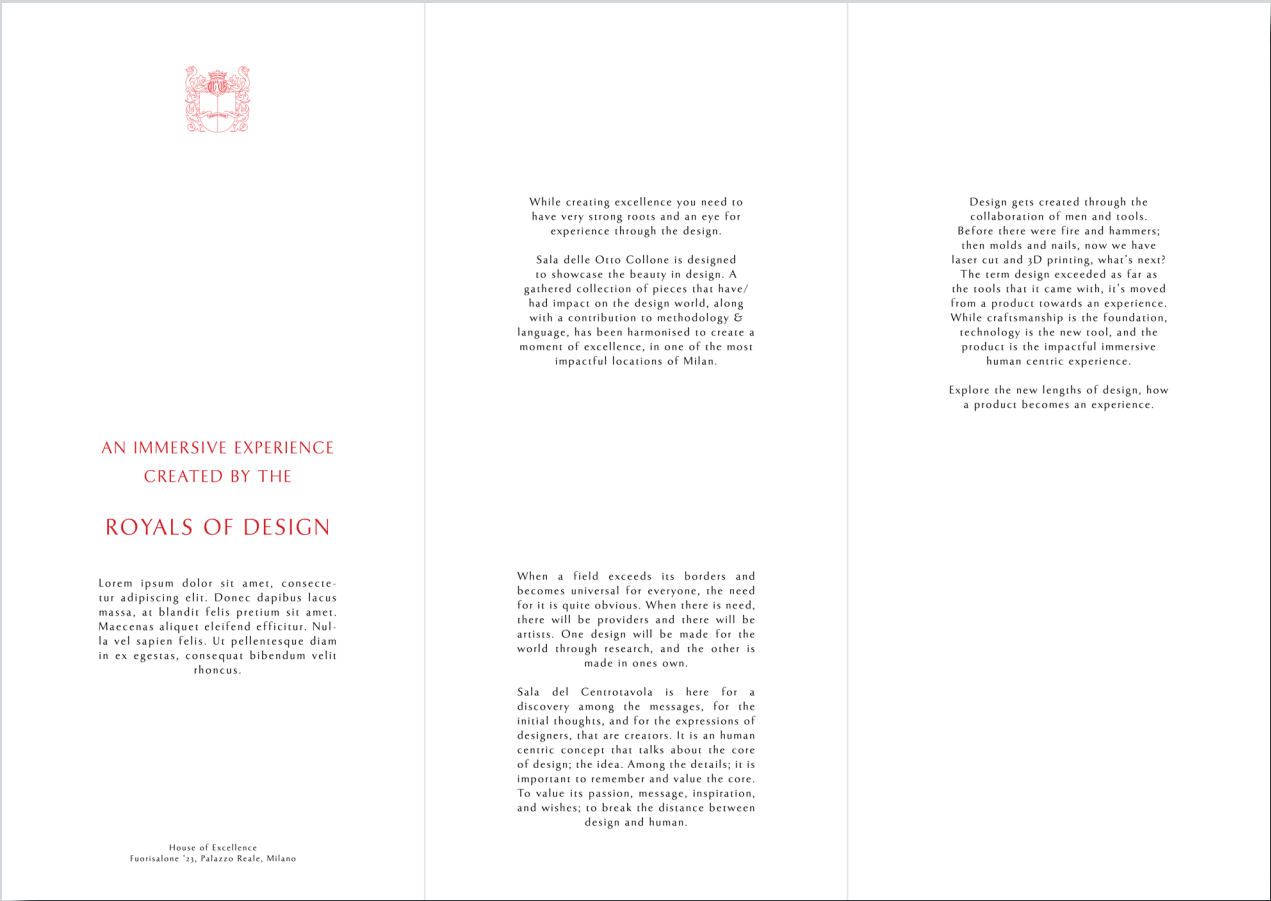 AN IMMERSIVE EXPERIENCE
CREATED BY THE
ROYALS OF DESIGN
Lorem ipsum dolor sit amet, consecte-
tur adipiscing elit. Donec dapibus lacus
massa, at blandit felis pretium sit amet.
Maecenas aliquet eleifend efficitur. Nul-
la vel sapien felis. Ut pellentesque diam
in ex egestas, consequat bibendum velit
rhoncus.
House of Excellence
Fuorisalone '23, Palazzo Reale, Milano
While creating excellence you need to
have very strong roots and an eye for
experience through the design.
Sala delle Otto Collone is designed
to showcase the beauty in design. A
gathered collection of pieces that have/
had impact on the design world, along
with a contribution to methodology &
language, has been harmonised to create a
moment of excellence, in one of the most
impactful locations of Milan.
When a field exceeds its borders and
becomes universal for everyone, the need
for it is quite obvious. When there is need,
there will be providers and there will be
artists. One design will be made for the
world through research, and the other is
made in ones own.
Sala del Centrotavola is here for a
discovery among the messages, for the
initial thoughts, and for the expressions of
designers, that are creators. It is an human
centric concept that talks about the core
of design; the idea. Among the details; it is
important to remember and value the core.
To value its passion, message, inspiration,
and wishes; to break the distance between
design and human.
Design gets created through the
collaboration of men and tools.
Before there were fire and hammers;
then molds and nails, now we have
laser cut and 3D printing, what's next?
The term design exceeded as far as
the tools that it came with, it's moved
from a product towards an experience.
While craftsmanship is the foundation,
technology is the new tool, and the
product is the impactful immersive
human centric experience.
Explore the new lengths of design, how
a product becomes an experience.